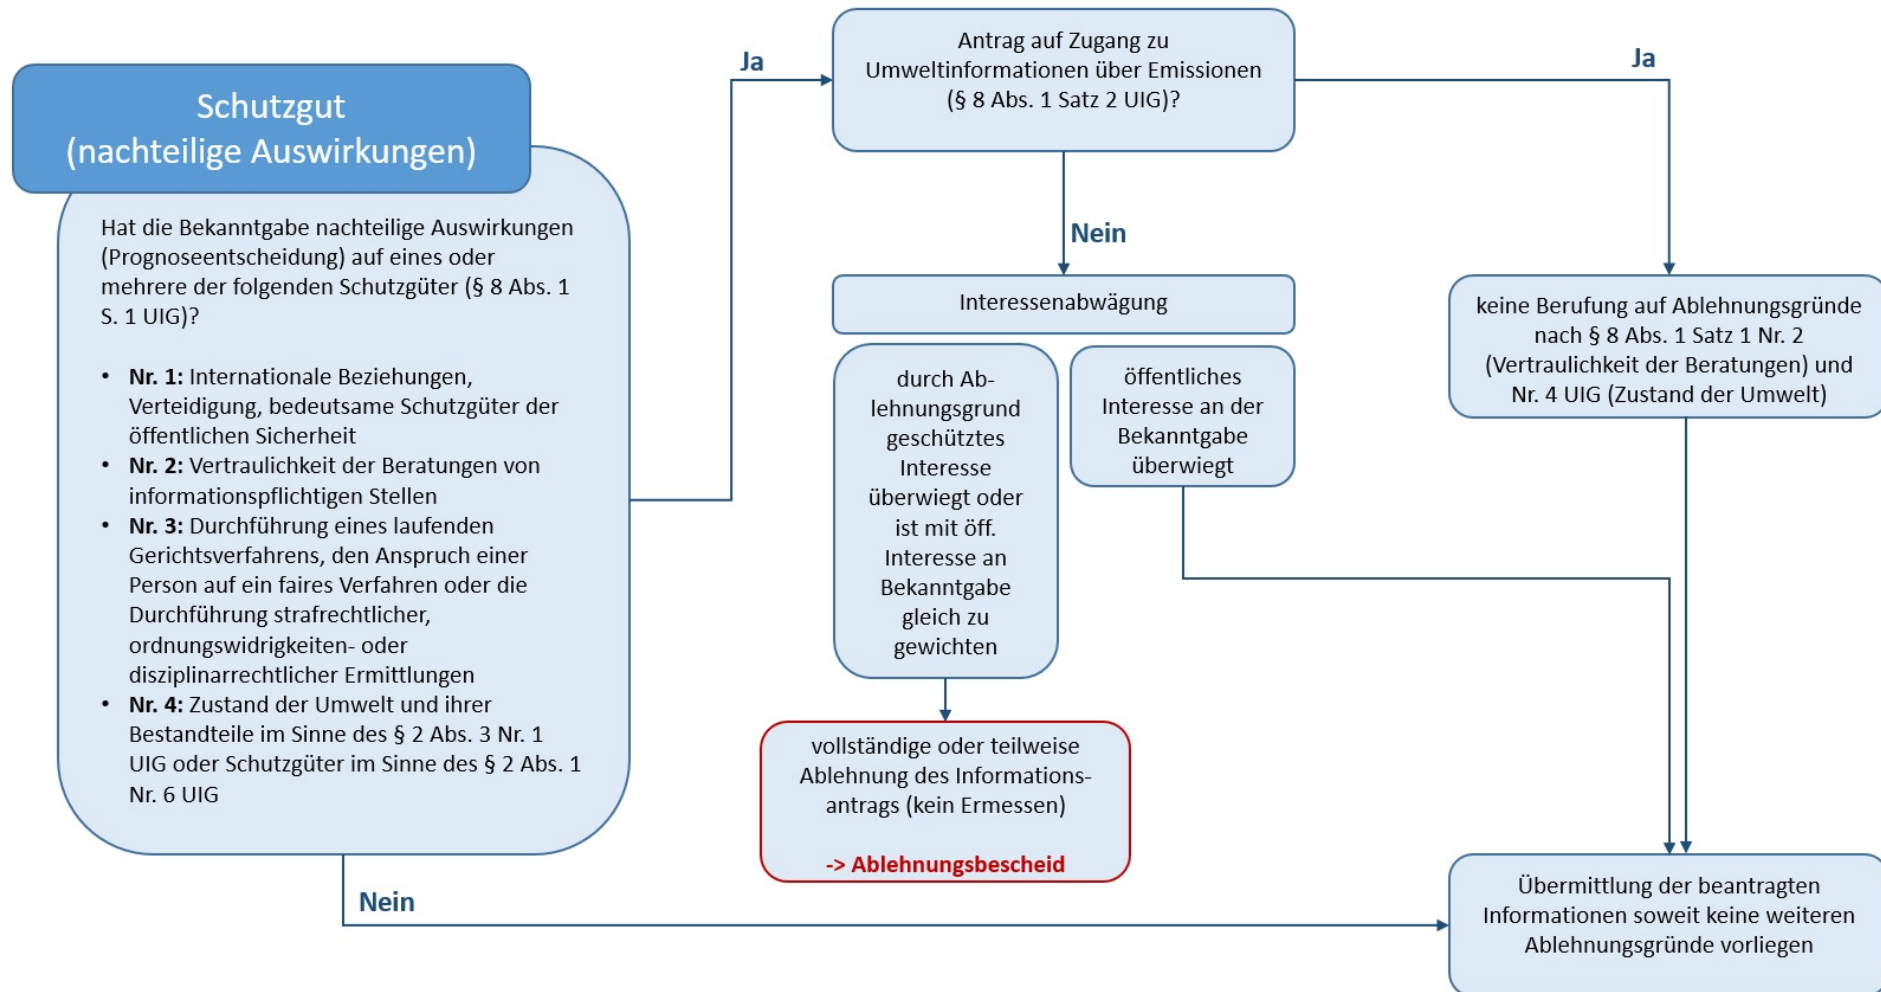 Schutzgut
(nachteilige Auswirkungen)
Hat die Bekanntgabe nachteilige Auswirkungen
(Prognoseentscheidung) auf eines oder
mehrere der folgenden Schutzgüter (§ 8 Abs. 1
S. 1 UIG)?
• Nr. 1: Internationale Beziehungen,
Verteidigung, bedeutsame Schutzgüter der
öffentlichen Sicherheit
• Nr. 2: Vertraulichkeit der Beratungen von
informationspflichtigen Stellen
• Nr. 3: Durchführung eines laufenden
Gerichtsverfahrens, den Anspruch einer
Person auf ein faires Verfahren oder die
Durchführung strafrechtlicher,
ordnungswidrigkeiten- oder
disziplinarrechtlicher Ermittlungen
• Nr. 4: Zustand der Umwelt und ihrer
Bestandteile im Sinne des § 2 Abs. 3 Nr. 1
UIG oder Schutzgüter im Sinne des § 2 Abs. 1
Nr. 6 UIG
Ja
Antrag auf Zugang zu
Umweltinformationen über Emissionen
(§ 8 Abs. 1 Satz 2 UIG)?
Ja
Nein
Interessenabwägung
durch Ab-
lehnungsgrund
geschütztes
Interesse
überwiegt oder
ist mit öff.
Interesse an
Bekanntgabe
gleich zu
gewichten
öffentliches
Interesse an der
Bekanntgabe
überwiegt
keine Berufung auf Ablehnungsgründe
nach § 8 Abs. 1 Satz 1 Nr. 2
(Vertraulichkeit der Beratungen) und
Nr. 4 UIG (Zustand der Umwelt)
vollständige oder teilweise
Ablehnung des Informations-
antrags (kein Ermessen)
-> Ablehnungsbescheid
Nein
Übermittlung der beantragten
Informationen soweit keine weiteren
Ablehnungsgründe vorliegen